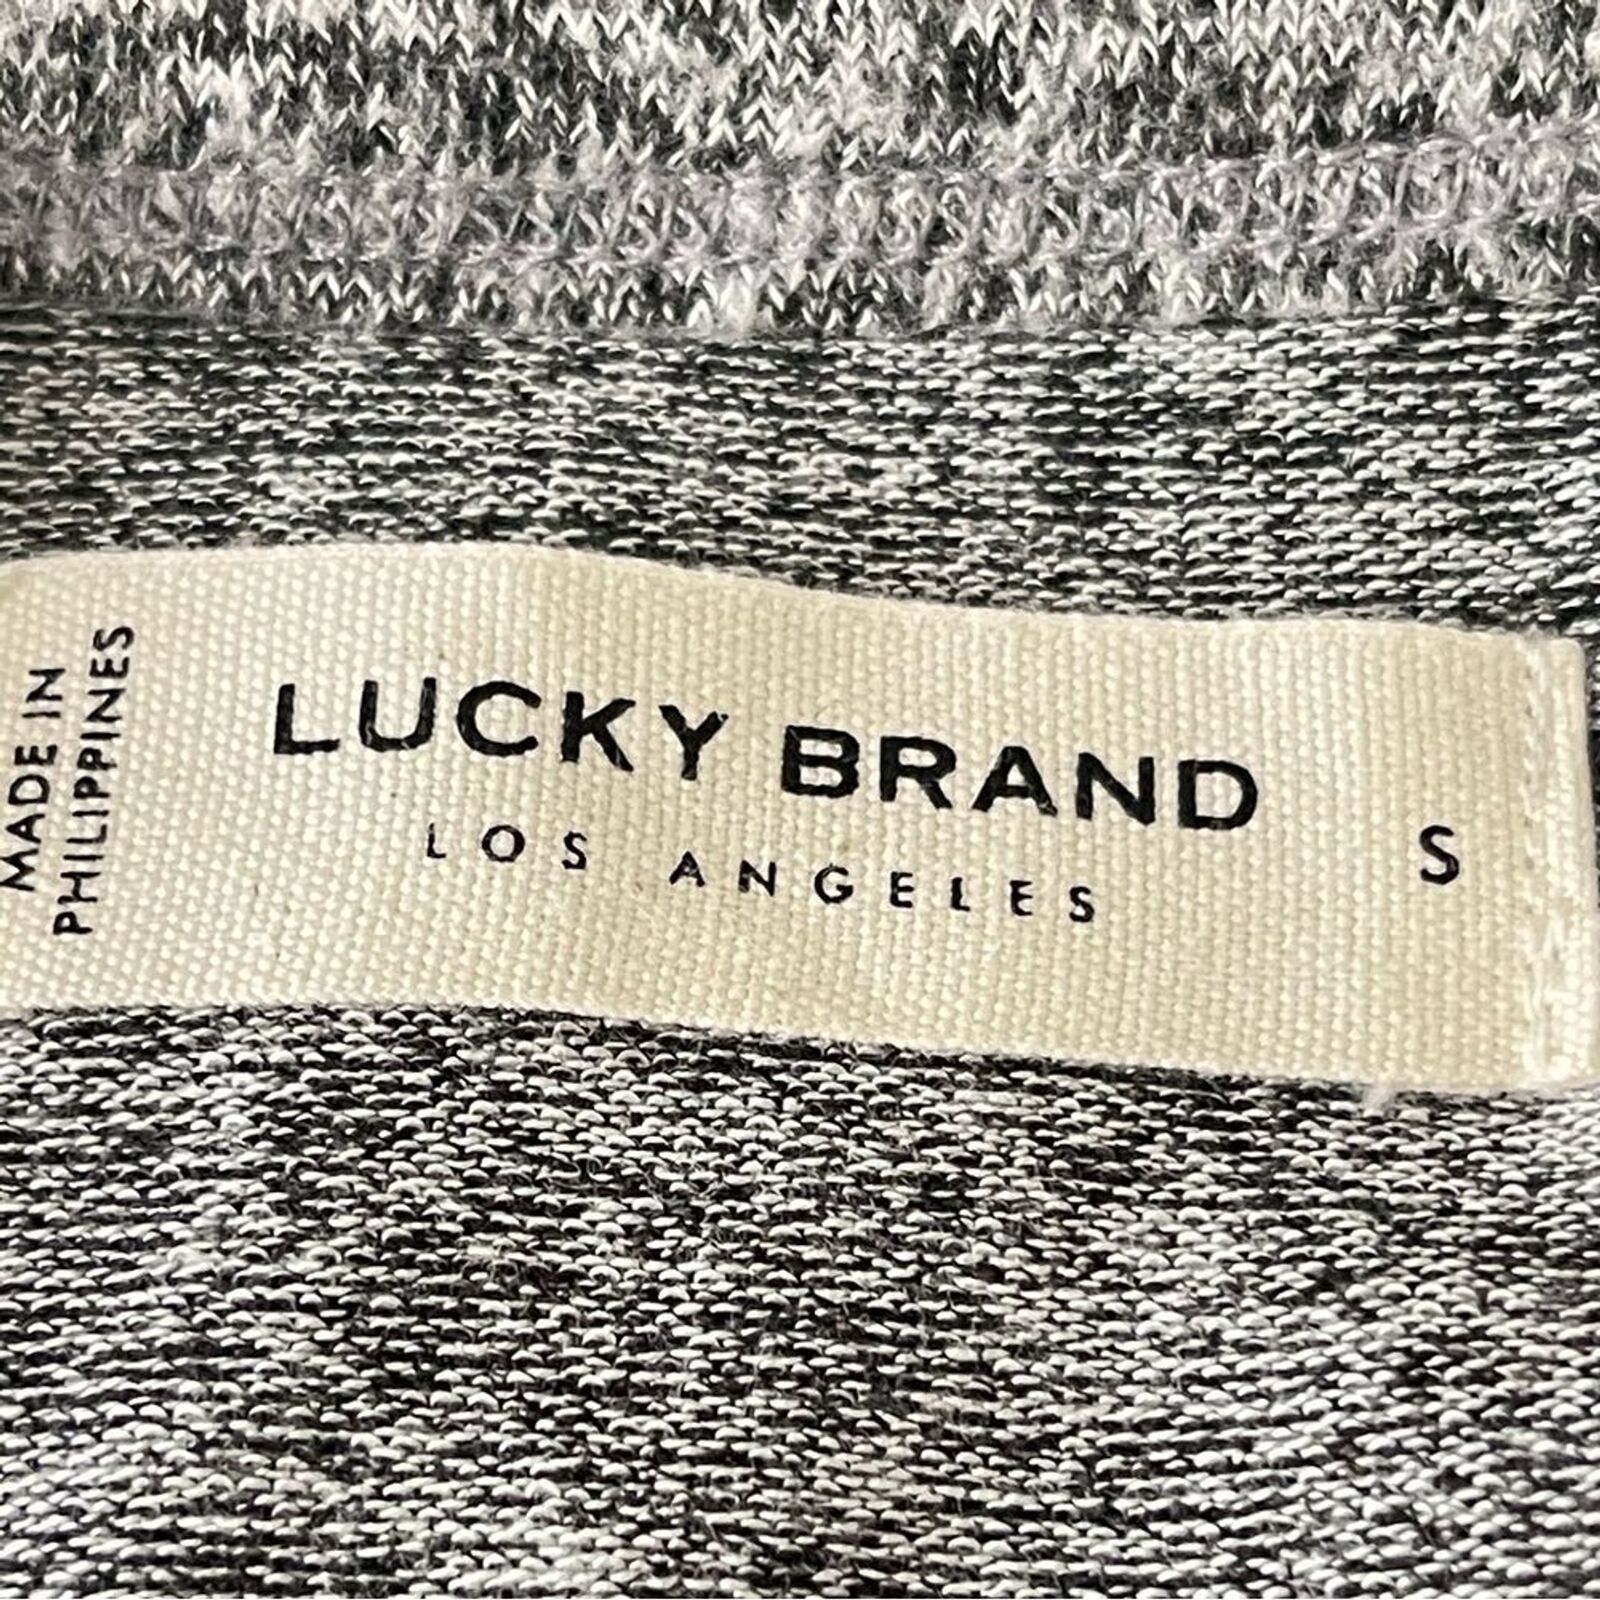 MADE IN
PHILIPPINES
LUCKY BRAND
LOS ANGELES
S